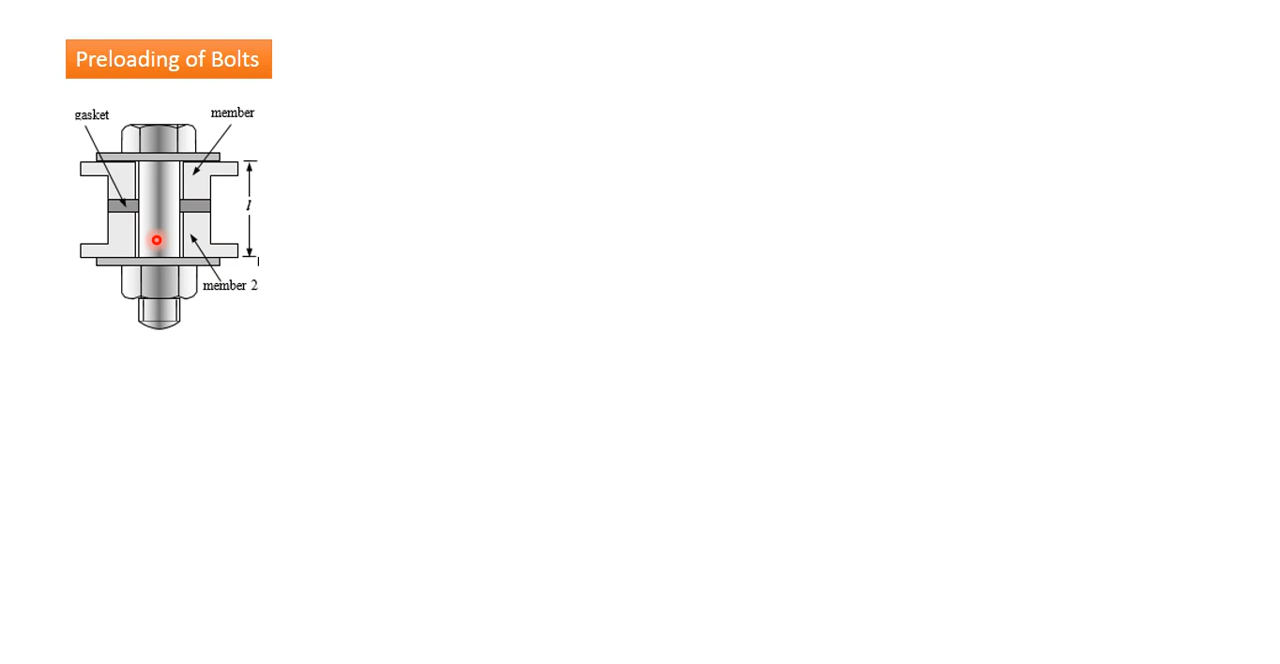 Preloading of Bolts
gasket
member
l
member 2